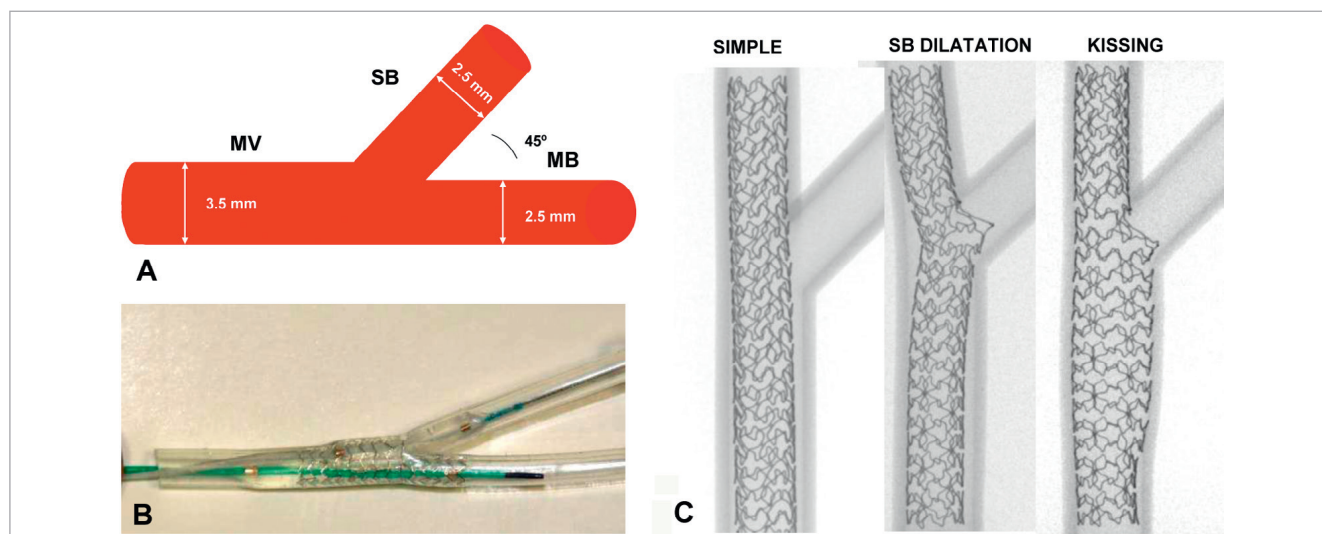 SB
2.5 mm
45º
MV
MB
3.5 mm
2.5 mm
A
B
SIMPLE
SB DILATATION
KISSING
C